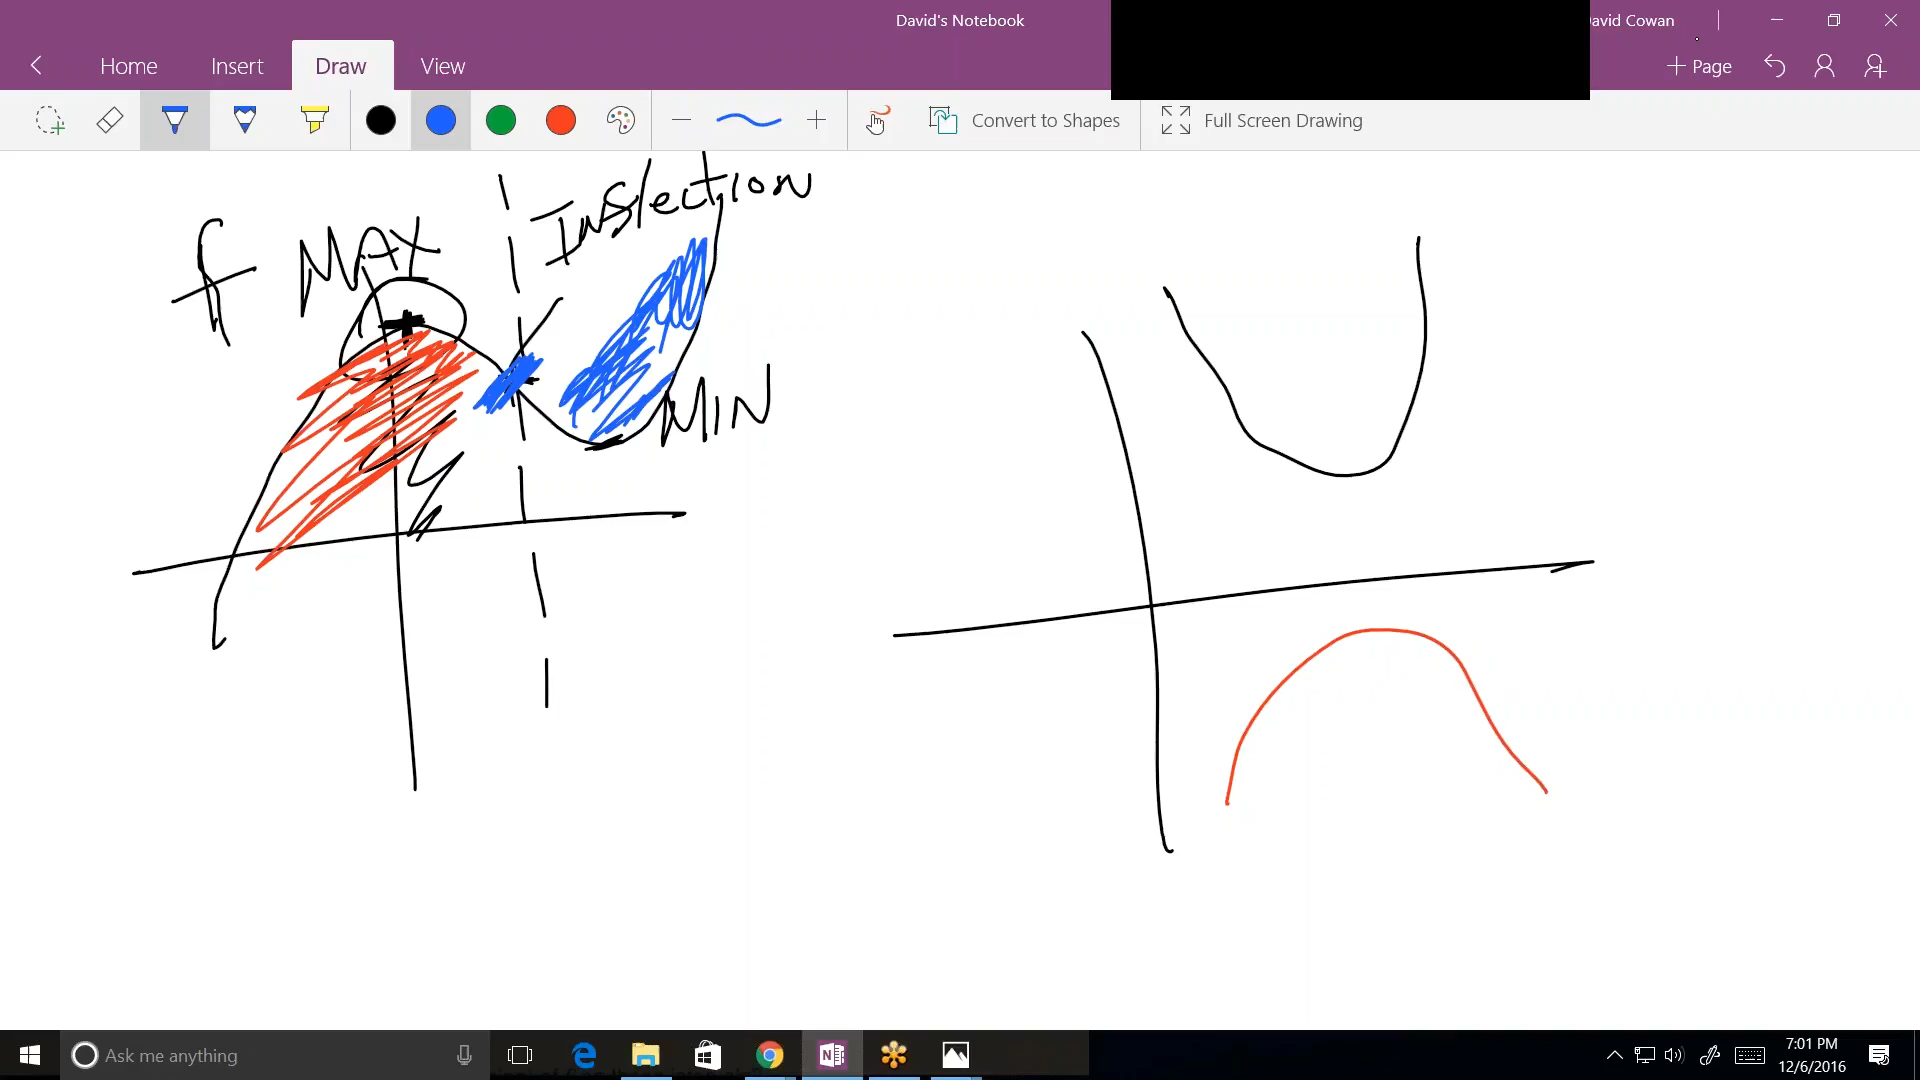 David's Notebook
avid Cowan
Home Insert Draw View
Page
Convert to Shapes
Full Screen Drawing
Inslection
f MAX
MIN
Ask me anything
7:01 PM
12/6/2016